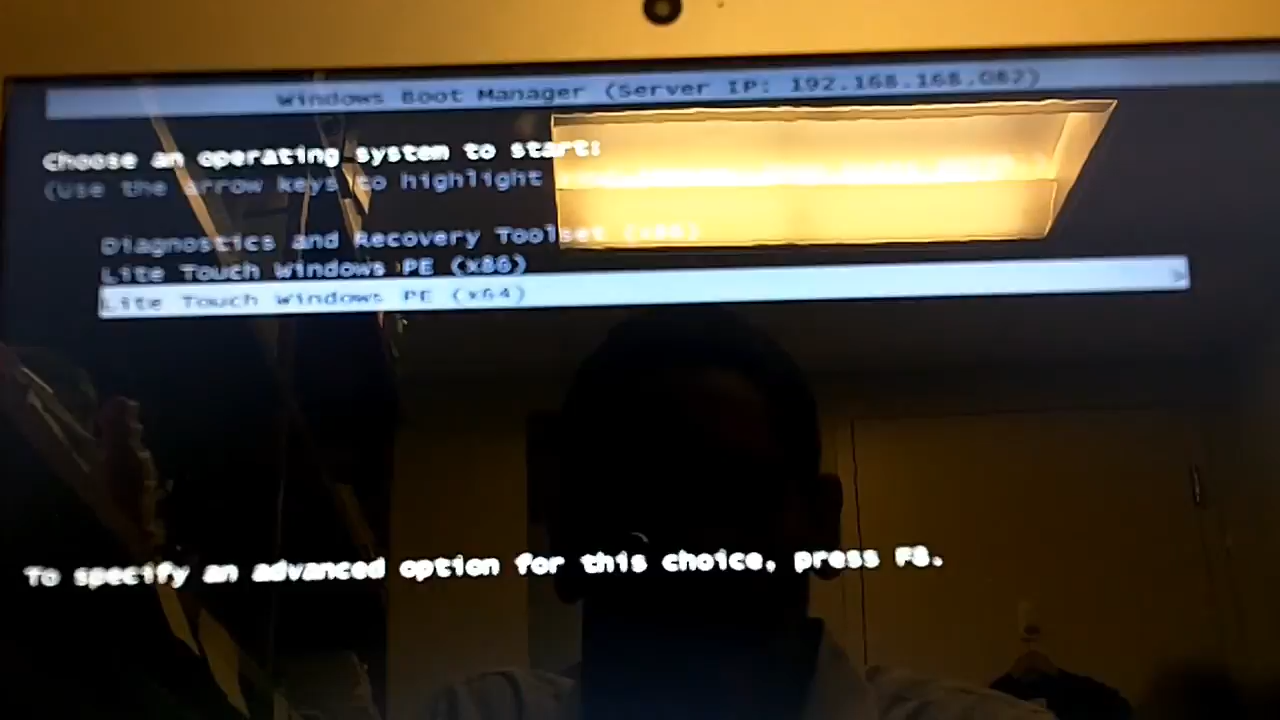 Windows Boot Manager (Server IP: 192.168.168.082)
Choose an operating system to start:
(Use the arrow keys to highlight
Diagnostics and Recovery Toolset (x86)
Lite Touch Windows PE (x86)
Lite Touch Windows PE (x64)
To specify an advanced option for this choice, press F8.